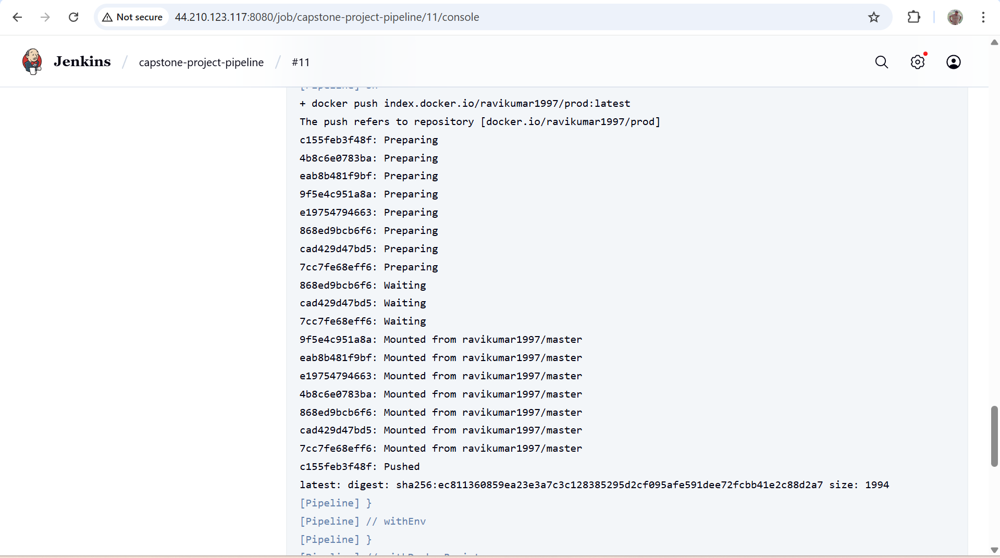 Not secure 44.210.123.117:8080/job/capstone-project-pipeline/11/console
Jenkins / capstone-project-pipeline / #11
+ docker push index.docker.io/ravikumar1997/prod:latest
The push refers to repository [docker.io/ravikumar1997/prod]
c155feb3f48f: Preparing
4b8c6e0783ba: Preparing
eab8b481f9bf: Preparing
9f5e4c951a8a: Preparing
e19754794663: Preparing
868ed9bcb6f6: Preparing
cad429d47bd5: Preparing
7cc7fe68eff6: Preparing
868ed9bcb6f6: Waiting
cad429d47bd5: Waiting
7cc7fe68eff6: Waiting
9f5e4c951a8a: Mounted from ravikumar1997/master
eab8b481f9bf: Mounted from ravikumar1997/master
e19754794663: Mounted from ravikumar1997/master
4b8c6e0783ba: Mounted from ravikumar1997/master
868ed9bcb6f6: Mounted from ravikumar1997/master
cad429d47bd5: Mounted from ravikumar1997/master
7cc7fe68eff6: Mounted from ravikumar1997/master
c155feb3f48f: Pushed
latest: digest: sha256:ec811360859ea23e3a7c3c128385295d2cf095afe591dee72fcbb41e2c88d2a7 size: 1994
[Pipeline] }
[Pipeline] // withEnv
[Pipeline] }